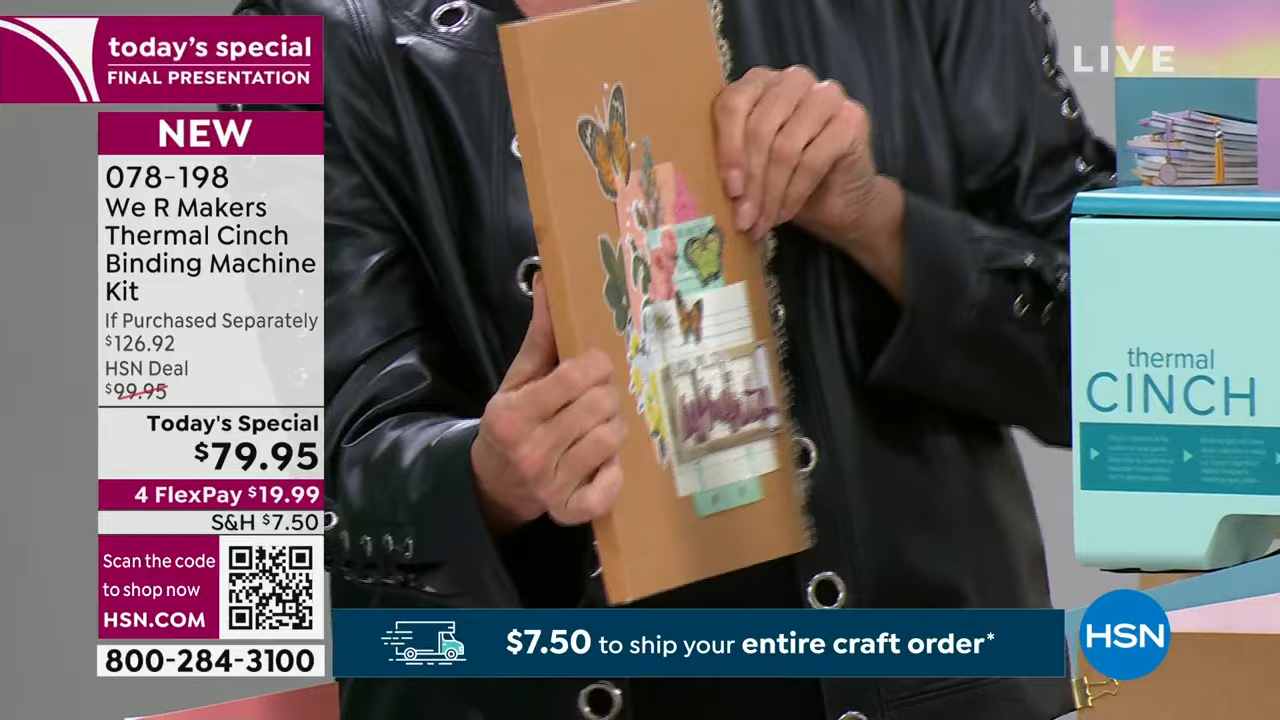 today's special
FINAL PRESENTATION
LIVE
NEW
078-198
We R Makers
Thermal Cinch
Binding Machine
Kit
If Purchased Separately
$126.92
HSN Deal
$99.95
Today's Special
$79.95
4 FlexPay $19.99
S&H $7.50
Scan the code
to shop now
HSN.COM
800-284-3100
thermal
CINCH
$7.50 to ship your entire craft order*
HSN